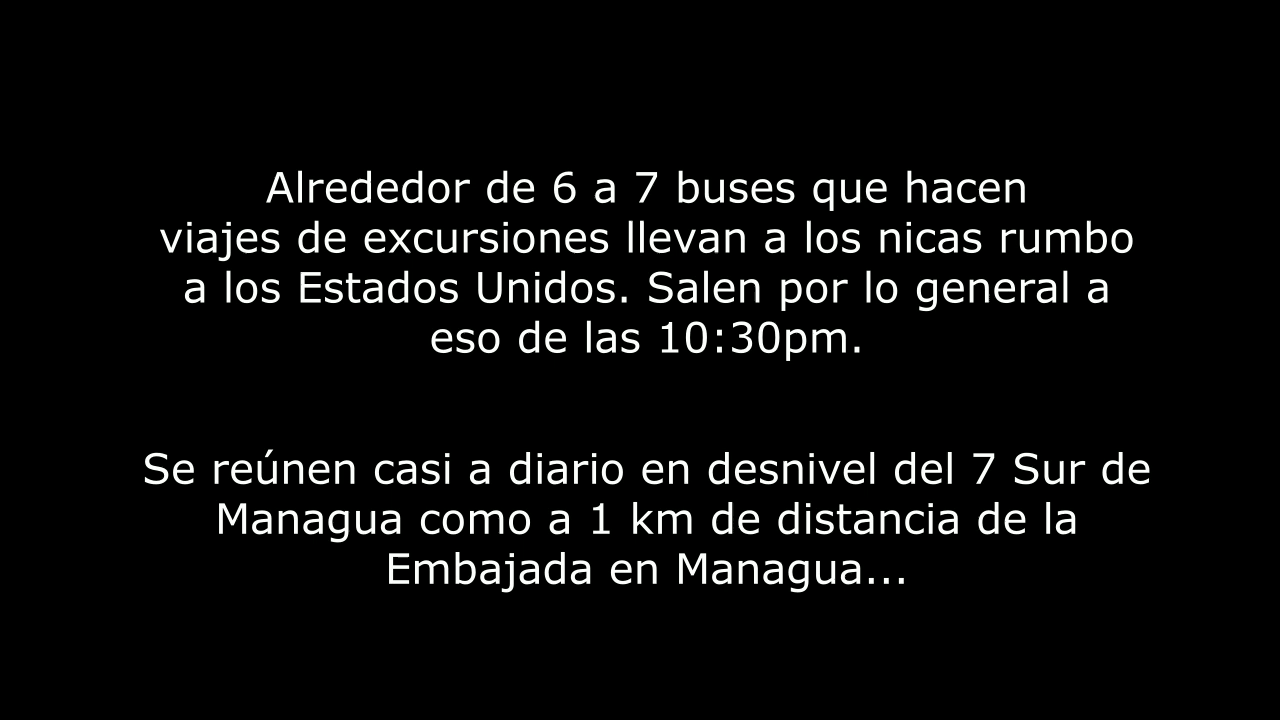 Alrededor de 6 a 7 buses que hacen
viajes de excursiones llevan a los nicas rumbo
a los Estados Unidos. Salen por lo general a
eso de las 10:30pm.
Se reúnen casi a diario en desnivel del 7 Sur de
Managua como a 1 km de distancia de la
Embajada en Managua...